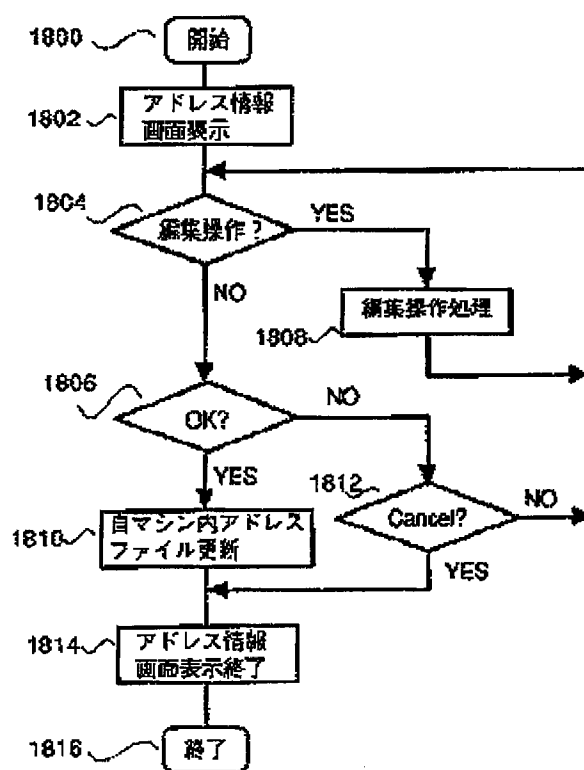 1800
開始
1802
アドレス情報
画面表示
1804
編集操作?
YES
NO
編集操作処理
1808
1806
OK?
NO
YES
1812
Cancel?
NO
YES
1810
自マシン内アドレス
ファイル更新
1814
アドレス情報
画面表示終了
1816
終了